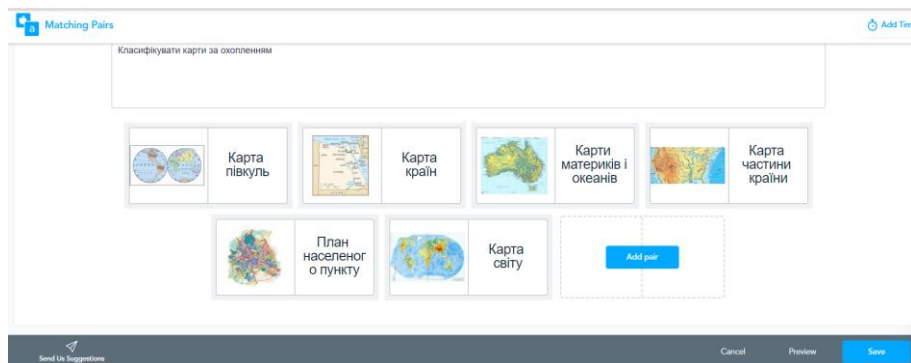 Matching Pairs
Add Tim
Класифікувати карти за охопленням
Карта
півкуль
Карта
країн
Карти
материків і
океанів
Карта
частини
країни
План
населеног
о пункту
Карта
світу
Add pair
Send Us Suggestions
Cancel
Preview
Save